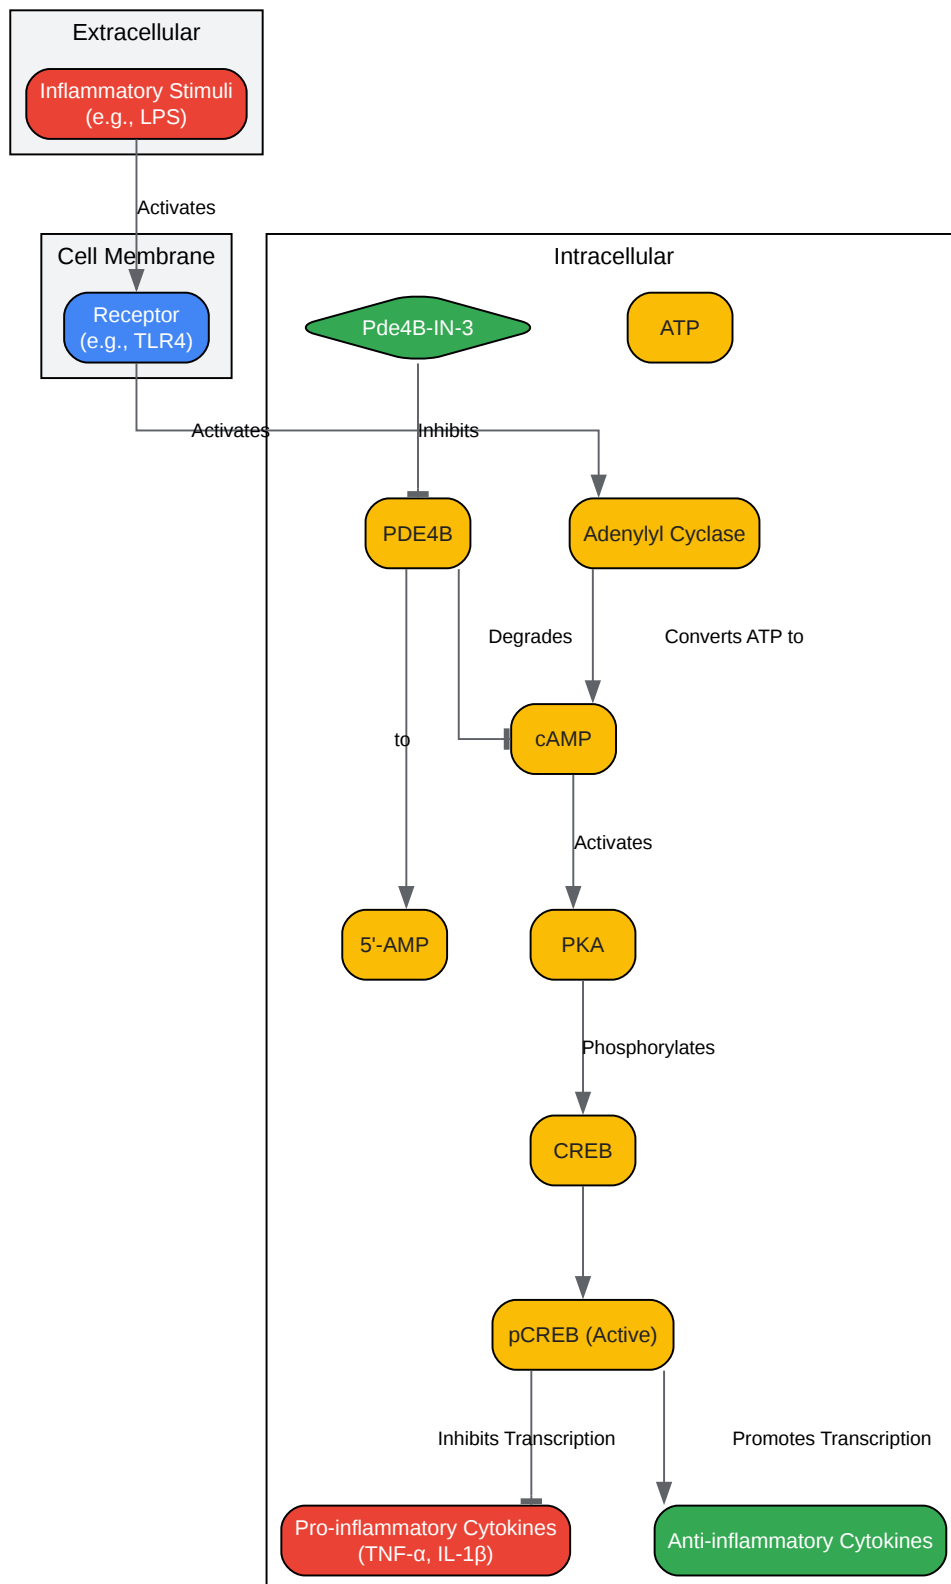 Extracellular
Inflammatory Stimuli
(e.g., LPS)
Activates
Cell Membrane
Intracellular
Receptor
(e.g., TLR4)
Pde4B-IN-3
ATP
Activates
Inhibits
PDE4B
Adenylyl Cyclase
Degrades
Converts ATP to
to
cAMP
Activates
5'-AMP
PKA
Phosphorylates
CREB
pCREB (Active)
Inhibits Transcription
Promotes Transcription
Pro-inflammatory Cytokines
(TNF-α, IL-1β)
Anti-inflammatory Cytokines